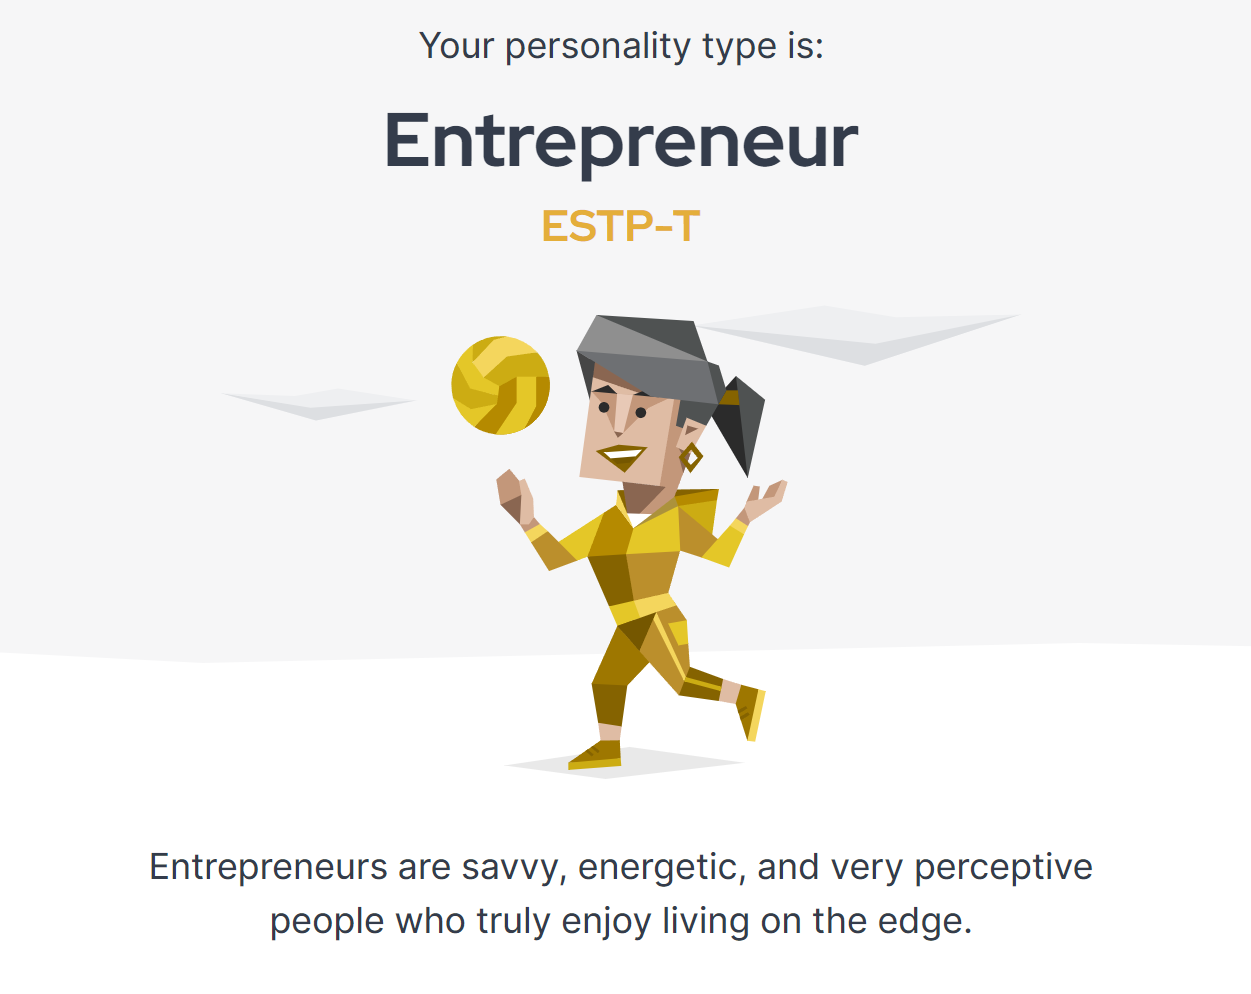 Your personality type is:
Entrepreneur
ESTP-T
Entrepreneurs are savvy, energetic, and very perceptive
people who truly enjoy living on the edge.